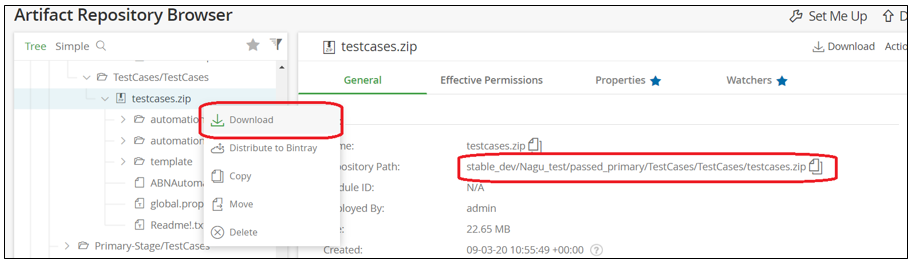 Artifact Repository Browser
Set Me Up
D
Tree Simple
testcases.zip
Download Actio
TestCases/TestCases
testcases.zip
General Effective Permissions Properties Watchers
automation
automation
template
ABNAutoma
global.prop
Readme!.tx
Primary-Stage/TestCases
Download
Distribute to Bintray
Copy
Move
Delete
me: testcases.zip
pository Path: stable_dev/Nagu_test/passed_primary/TestCases/TestCases/testcases.zip
dule ID: N/A
ployed By: admin
e: 22.65 MB
Created: 09-03-20 10:55:49 +00:00